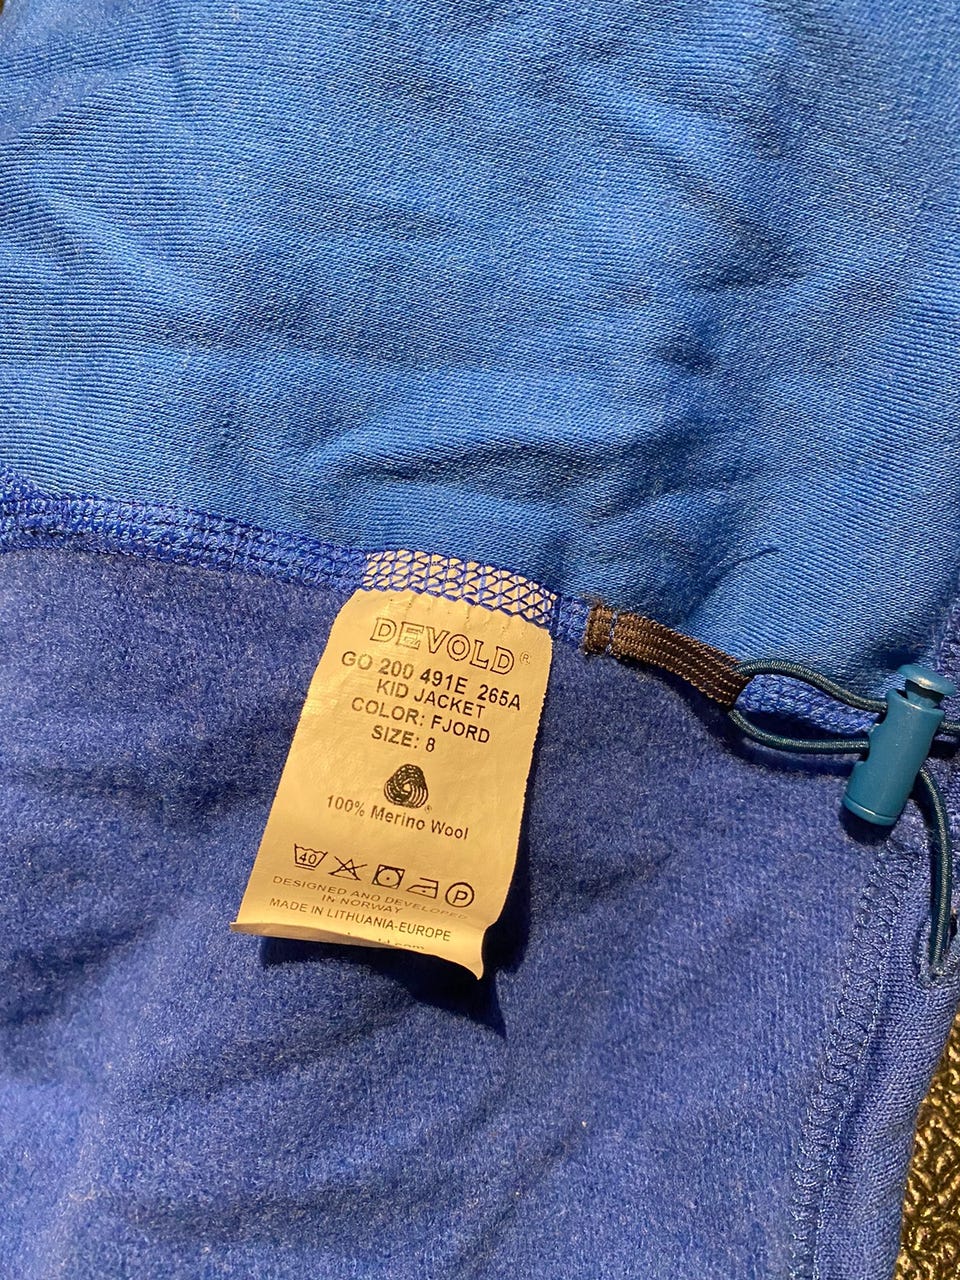 DEVOLD®
GO 200 491E 265A
KID JACKET
COLOR: FJORD
SIZE: 8
®
100% Merino Wool
40 P
DESIGNED AND DEVELOPED
IN NORWAY
MADE IN LITHUANIA-EUROPE